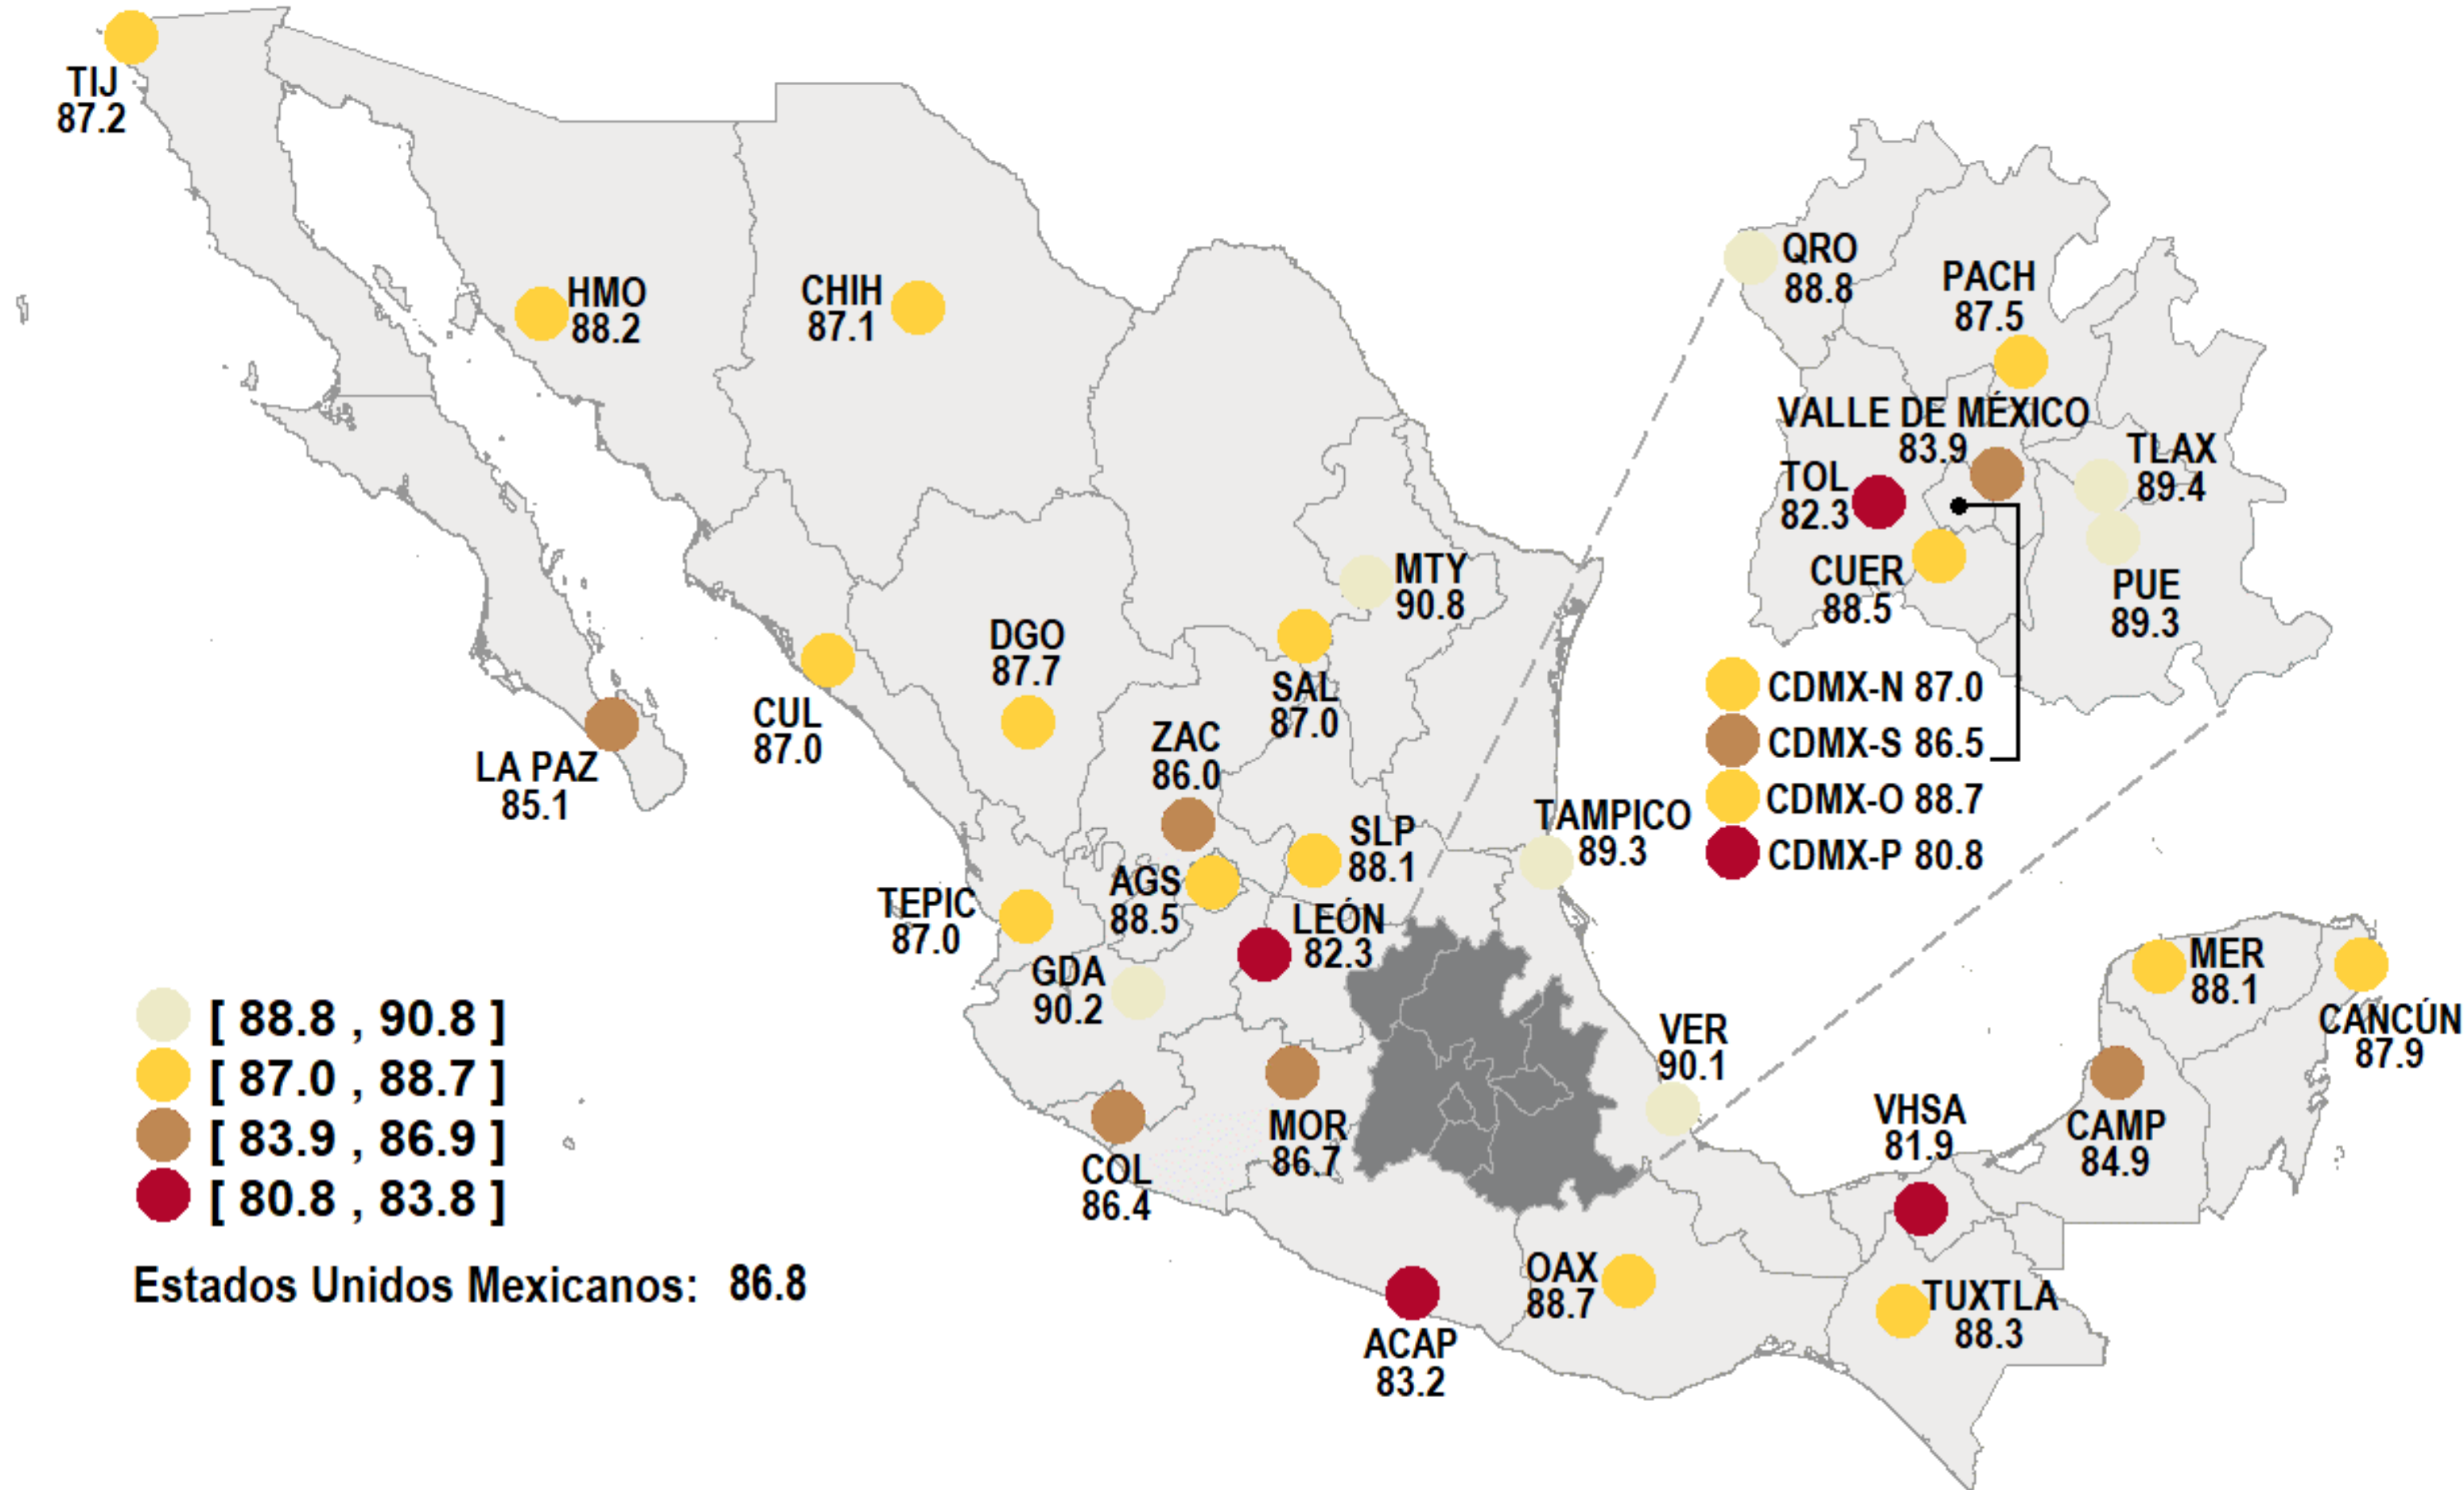 TIJ
87.2
HMO
88.2
CHIH
87.1
QRO
88.8
PACH
87.5
VALLE DE MÉXICO
83.9
TLAX
89.4
TOL
82.3
CUER
88.5
PUE
89.3
MTY
90.8
DGO
87.7
SAL
87.0
CUL
87.0
LA PAZ
85.1
ZAC
86.0
CDMX-N 87.0
CDMX-S 86.5
CDMX-O 88.7
CDMX-P 80.8
TAMPICO
89.3
SLP
88.1
AGS
88.5
TEPIC
87.0
LEÓN
82.3
GDA
90.2
MER
88.1
CANCÚN
87.9
VER
90.1
VHSA
81.9
CAMP
84.9
MOR
86.7
COL
86.4
OAX
88.7
TUXTLA
88.3
ACAP
83.2
[ 88.8 , 90.8 ]
[ 87.0 , 88.7 ]
[ 83.9 , 86.9 ]
[ 80.8 , 83.8 ]
Estados Unidos Mexicanos: 86.8